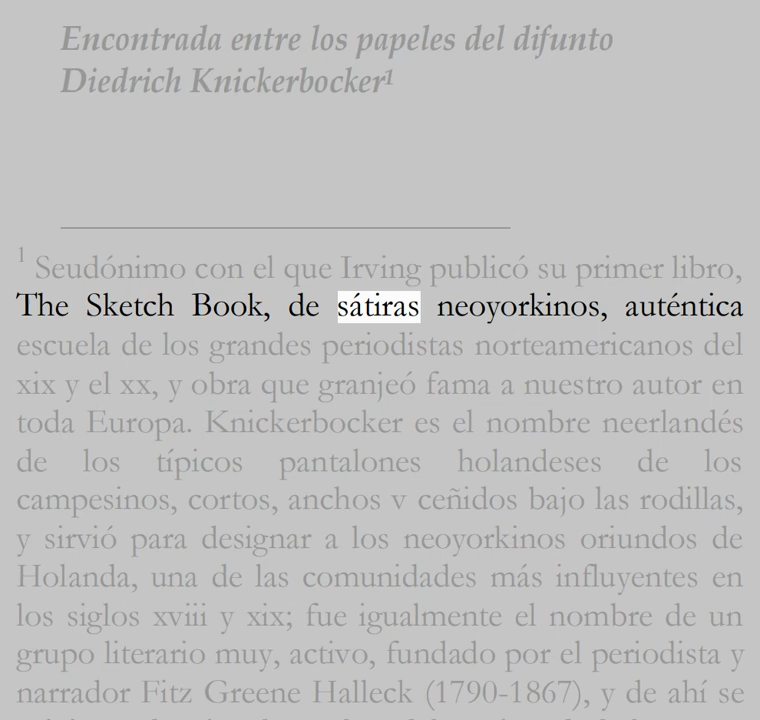 Encontrada entre los papeles del difunto
Diedrich Knickerbocker¹
¹ Seudónimo con el que Irving publicó su primer libro,
The Sketch Book, de sátiras neoyorkinos, auténtica
escuela de los grandes periodistas norteamericanos del
xix y el xx, y obra que granjeó fama a nuestro autor en
toda Europa. Knickerbocker es el nombre neerlandés
de los típicos pantalones holandeses de los
campesinos, cortos, anchos v ceñidos bajo las rodillas,
y sirvió para designar a los neoyorkinos oriundos de
Holanda, una de las comunidades más influyentes en
los siglos xviii y xix; fue igualmente el nombre de un
grupo literario muy, activo, fundado por el periodista y
narrador Fitz Greene Halleck (1790-1867), y de ahí se